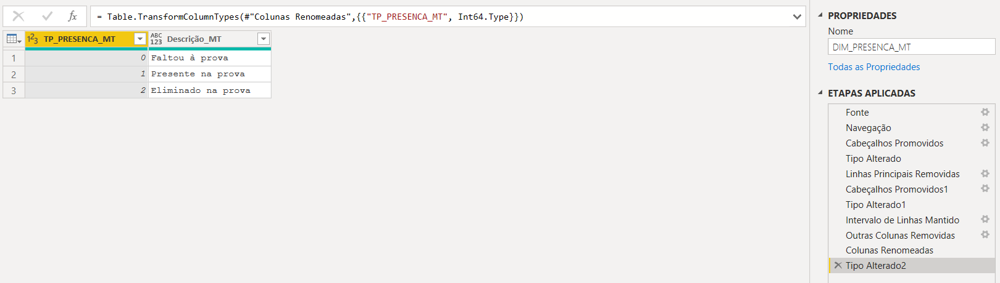 fx = Table.TransformColumnTypes(#"Colunas Renomeadas",{{"TP_PRESENCA_MT", Int64.Type}})
1²3 TP_PRESENCA_MT ABC 123 Descrição_MT
1 0 Faltou à prova
2 1 Presente na prova
3 2 Eliminado na prova
PROPRIEDADES
Nome
DIM_PRESENCA_MT
Todas as Propriedades
ETAPAS APLICADAS
Fonte
Navegação
Cabeçalhos Promovidos
Tipo Alterado
Linhas Principais Removidas
Cabeçalhos Promovidos1
Tipo Alterado1
Intervalo de Linhas Mantido
Outras Colunas Removidas
Colunas Renomeadas
Tipo Alterado2